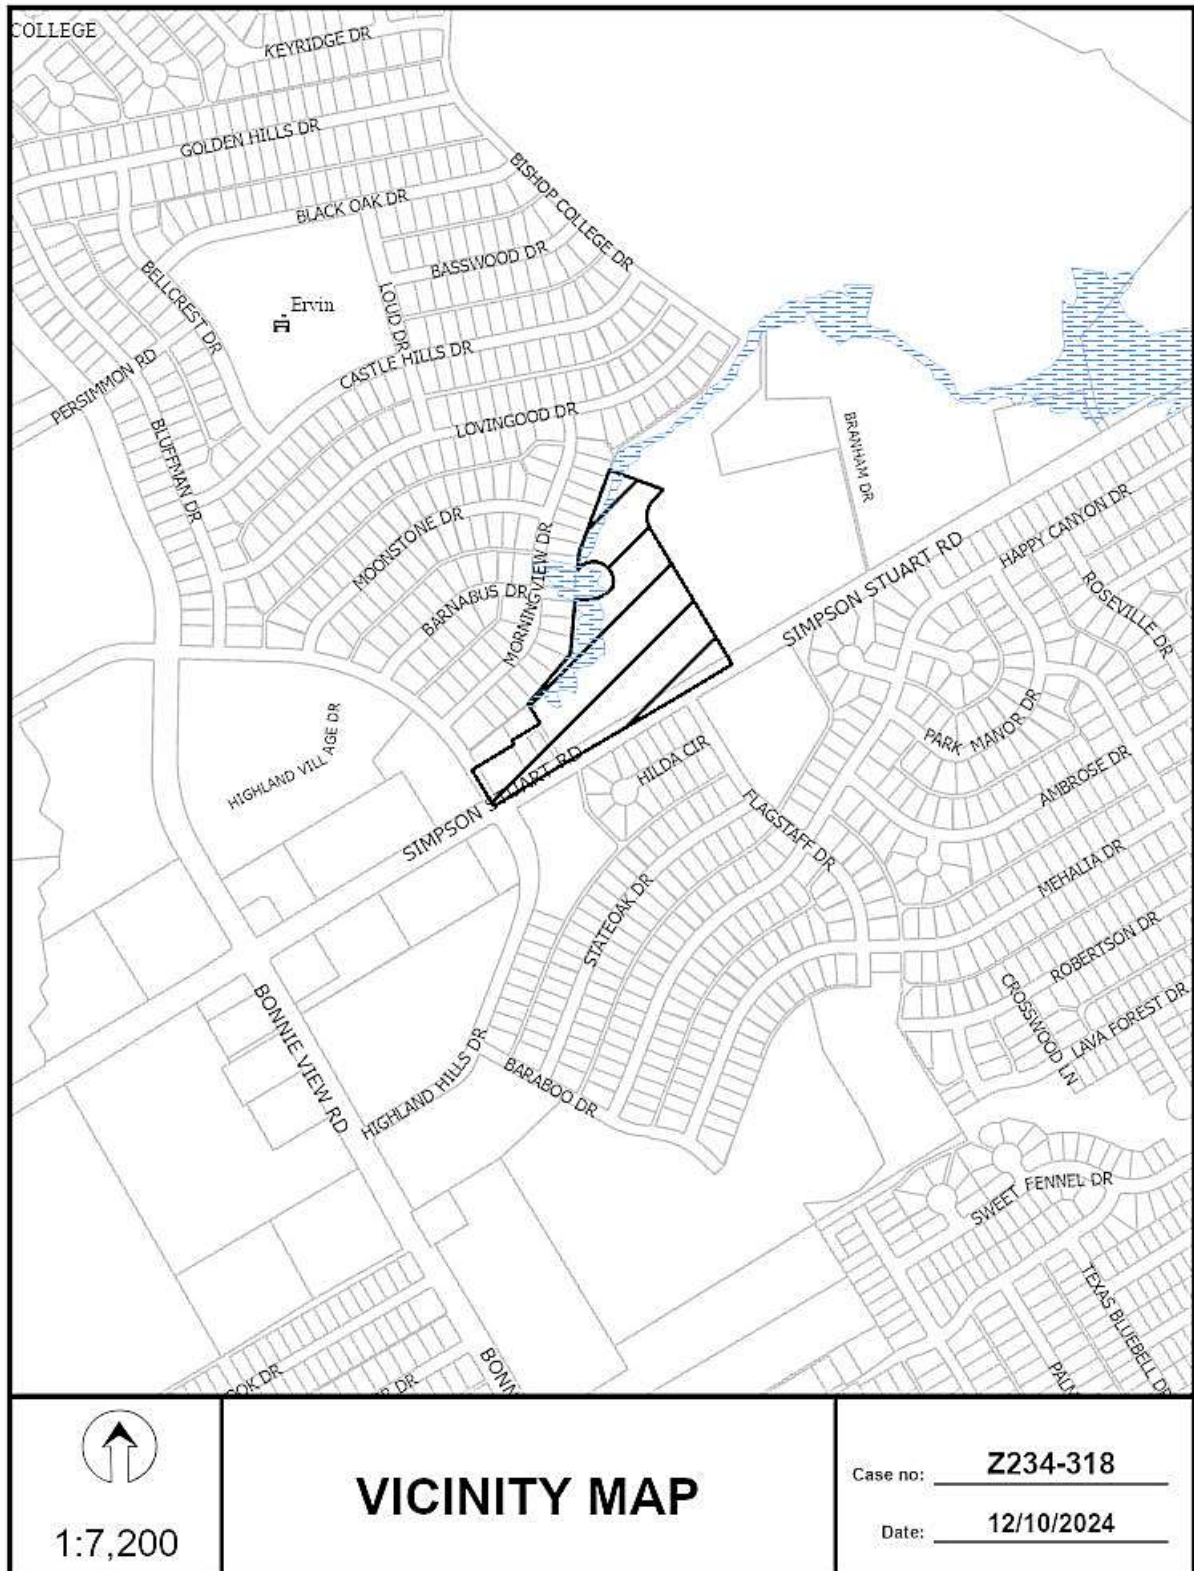 COLLEGE
KEYRIDGE DR
GOLDEN HILLS DR
BISHOP COLLEGE DR
BLACK OAK DR
BASSWOOD DR
BELLCREST DR
LOUD DR
Ervin
CASTLE HILLS DR
PERSIMMON RD
LOVINGOOD DR
BLUFFMAN DR
BRANHAM DR
MOONSTONE DR
HAPPY CANYON DR
SIMPSON STUART RD
ROSEVILLE DR
BARNABUS DR
MORNINGVIEW DR
HIGHLAND VILLAGE DR
PARK MANOR DR
HILDA CIR
AMBROSE DR
SIMPSON STUART RD
FLAGSTAFF DR
MEHALIA DR
STATEOAK DR
ROBERTSON DR
CROSSWOOD LN
LAVA FOREST DR
BONNIE VIEW RD
HIGHLAND HILLS DR
BARABOO DR
SWEET FENNEL DR
TEXAS BLUEBELL DR
OOK DR
DR
BONN
PALM
1:7,200
VICINITY MAP
Case no: Z234-318
Date: 12/10/2024